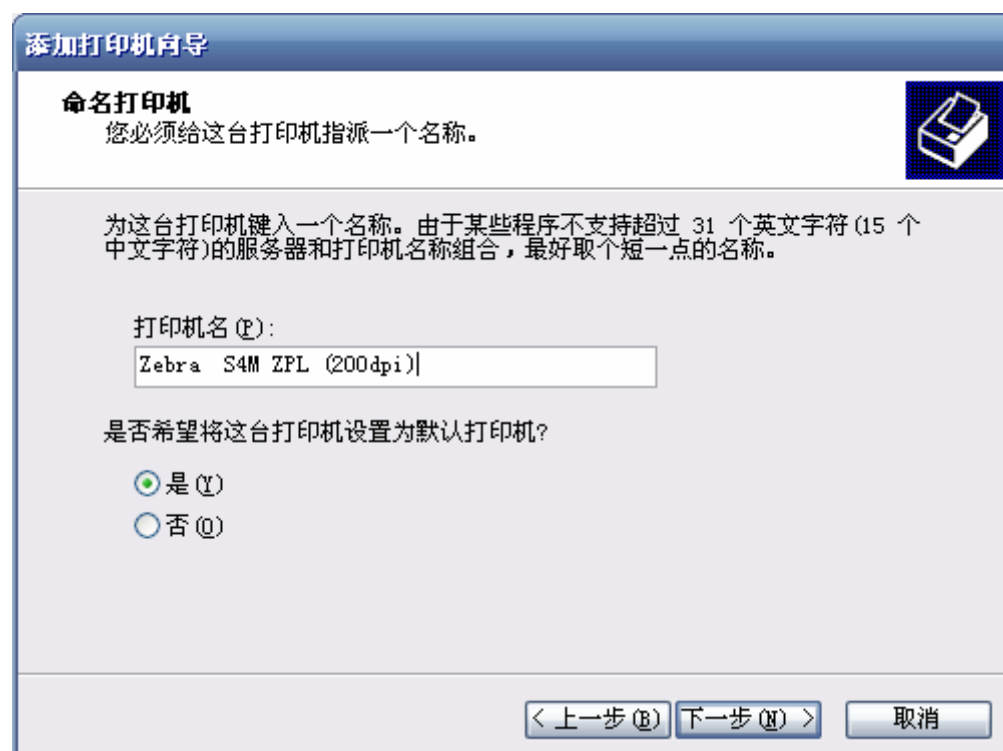 添加打印机向导
命名打印机
您必须给这台打印机指派一个名称。
为这台打印机键入一个名称。由于某些程序不支持超过 31 个英文字符(15 个
中文字符)的服务器和打印机名称组合，最好取个短一点的名称。
打印机名(P):
Zebra  S4M ZPL (200dpi)
是否希望将这台打印机设置为默认打印机?
是(Y)
否(O)
< 上一步(B) 下一步(N) > 取消